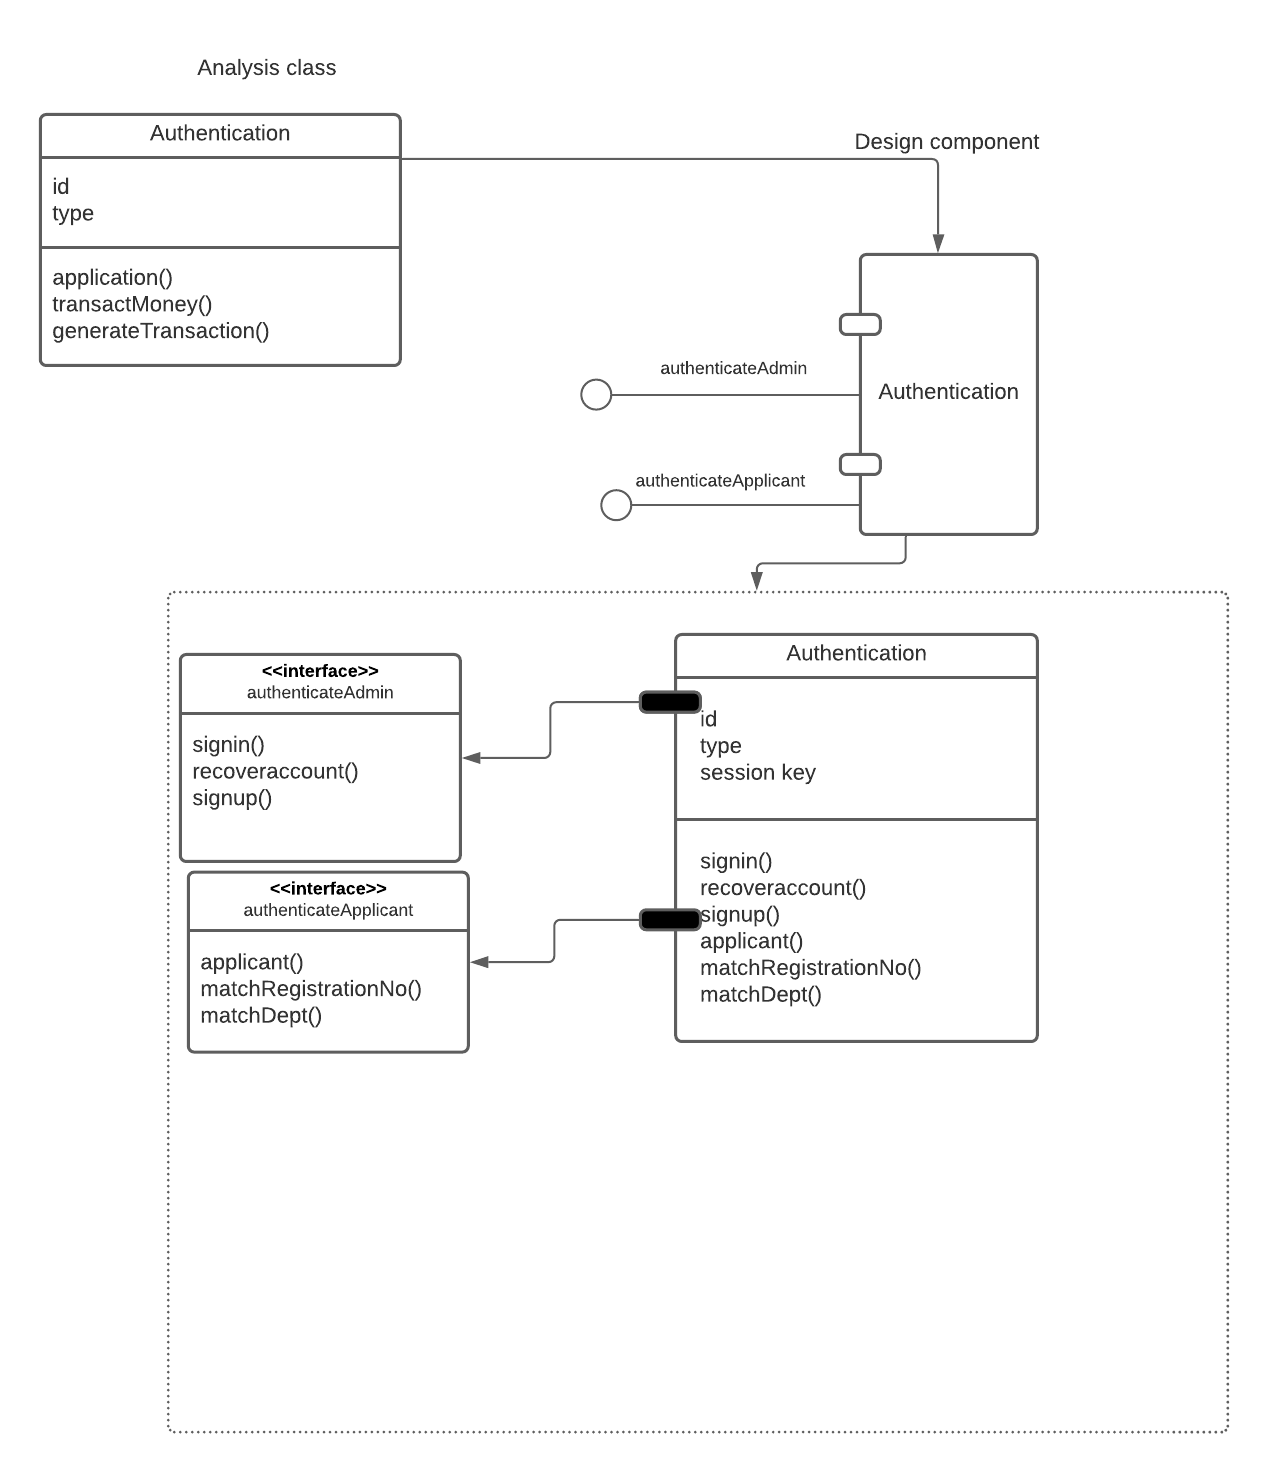 Analysis class
Authentication
id
type
application()
transactMoney()
generateTransaction()
Design component
Authentication
authenticateAdmin
authenticateApplicant
<<interface>>
authenticateAdmin
signin()
recoveraccount()
signup()
<<interface>>
authenticateApplicant
applicant()
matchRegistrationNo()
matchDept()
Authentication
id
type
session key
signin()
recoveraccount()
signup()
applicant()
matchRegistrationNo()
matchDept()